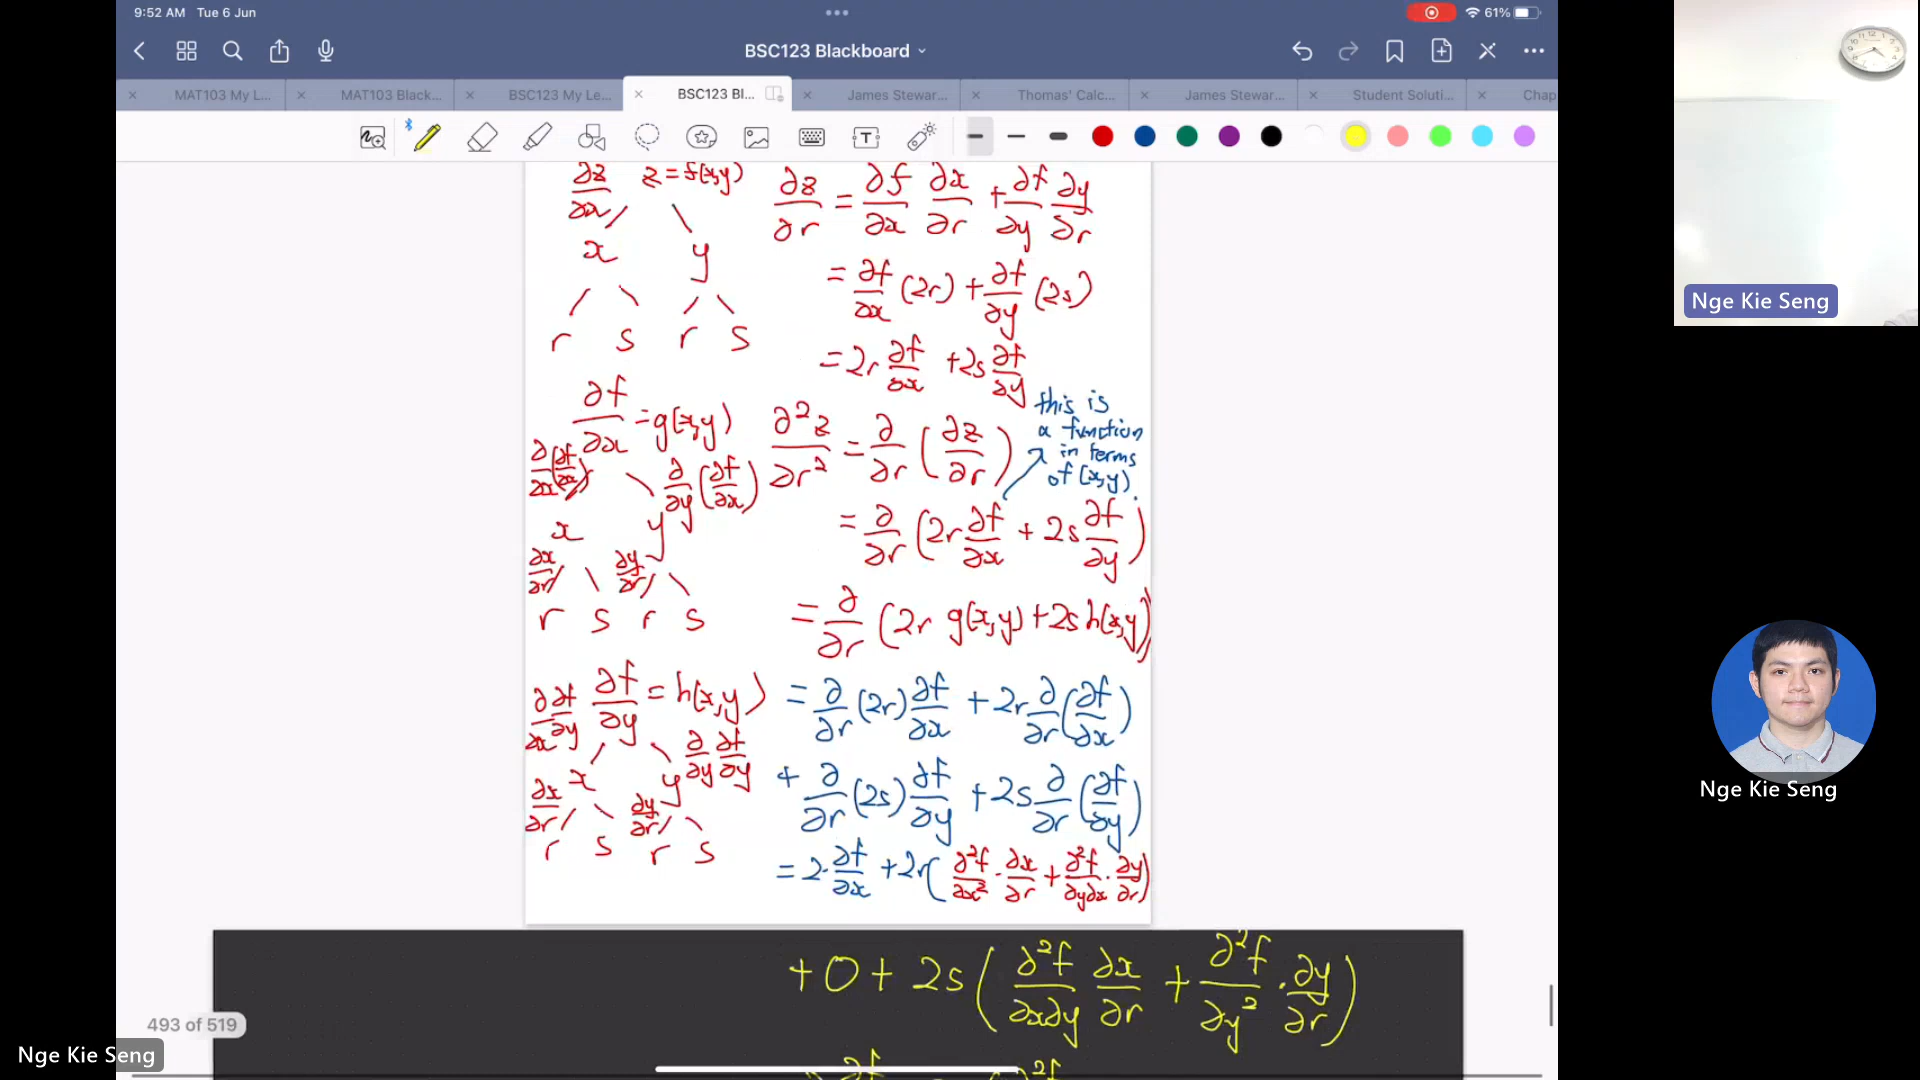 9:52 AM Tue 6 Jun
61%
BSC123 Blackboard
MAT103 My L...
MAT103 Black...
BSC123 My Le...
BSC123 Bl...
James Stewar...
Thomas' Calc...
James Stewar...
Student Soluti...
Chap
∂z/∂x z = f(x,y)
x y
r s r s
∂z/∂r = ∂f/∂x ∂x/∂r + ∂f/∂y ∂y/∂r
= ∂f/∂x (2r) + ∂f/∂y (2s)
= 2r ∂f/∂x + 2s ∂f/∂y
∂f/∂x = g(x,y)
∂/∂x (∂f/∂x) ∂/∂y (∂f/∂x)
x y
∂x/∂r ∂y/∂r
r s r s
∂²z/∂r² = ∂/∂r (∂z/∂r)
this is
a function
in terms
of (x,y).
= ∂/∂r (2r ∂f/∂x + 2s ∂f/∂y)
= ∂/∂r (2r g(x,y) + 2s h(x,y))
∂f/∂y = h(x,y)
∂/∂x ∂f/∂y ∂/∂y ∂f/∂y
x y
∂x/∂r ∂y/∂r
r s r s
= ∂/∂r (2r) ∂f/∂x + 2r ∂/∂r (∂f/∂x)
+ ∂/∂r (2s) ∂f/∂y + 2s ∂/∂r (∂f/∂y)
= 2·∂f/∂x + 2r( ∂²f/∂x² · ∂x/∂r + ∂²f/∂y∂x · ∂y/∂r )
+ 0 + 2s ( ∂²f/∂x∂y ∂x/∂r + ∂²f/∂y² · ∂y/∂r )
493 of 519
Nge Kie Seng
Nge Kie Seng
Nge Kie Seng